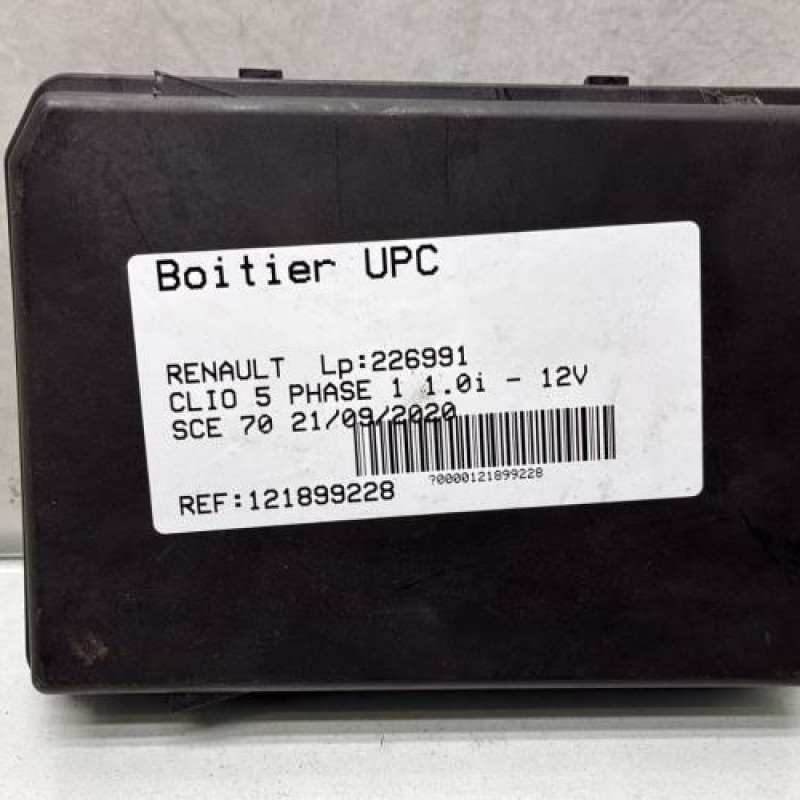 Boitier UPC
RENAULT Lp:226991
CLIO 5 PHASE 1 1.0i - 12V
SCE 70 21/09/2020
?0000121899228
REF:121899228